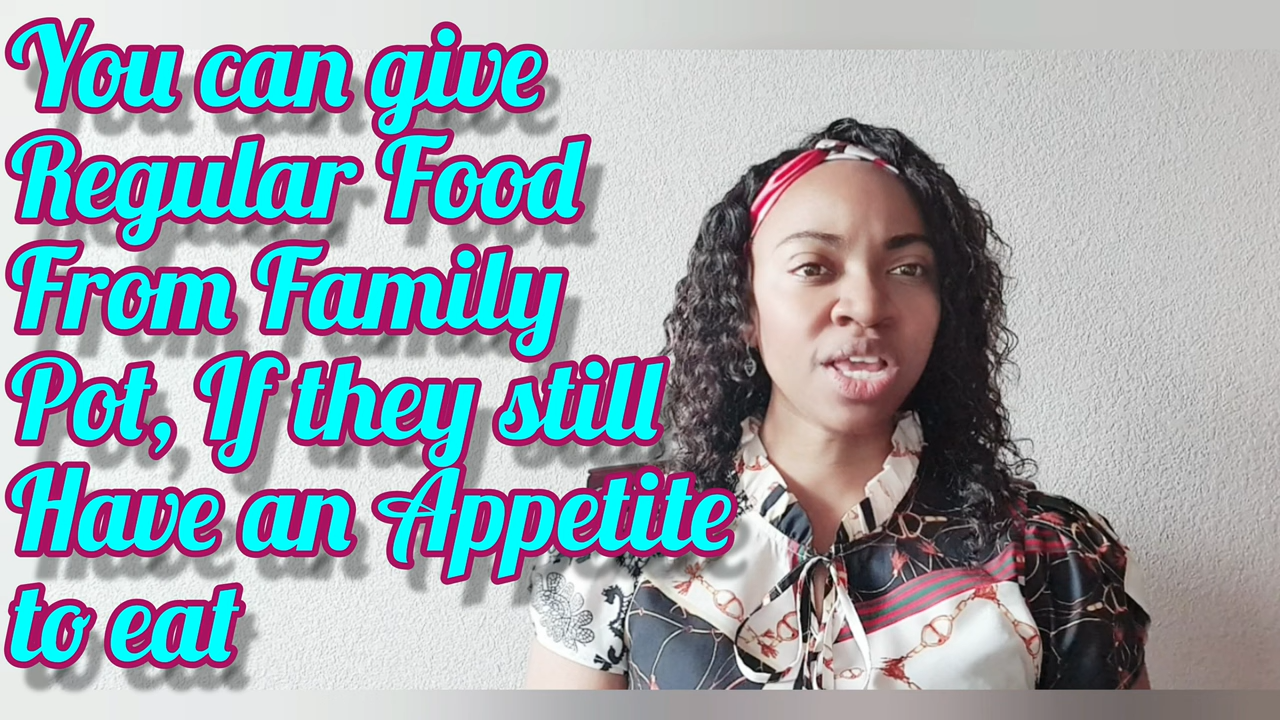 You can give
Regular Food
From Family
Pot, If they still
Have an Appetite
to eat